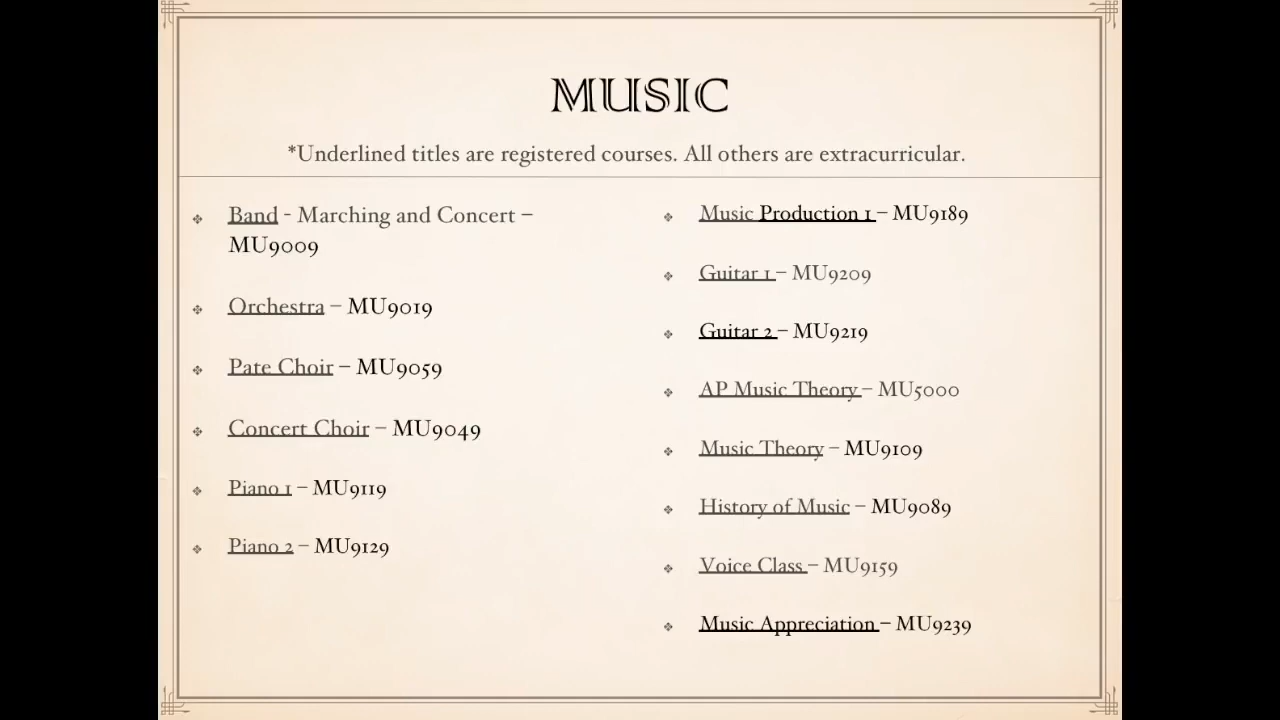 MUSIC
*Underlined titles are registered courses. All others are extracurricular.
Band - Marching and Concert –
MU9009
Orchestra – MU9019
Pate Choir – MU9059
Concert Choir – MU9049
Piano 1 – MU9119
Piano 2 – MU9129
Music Production 1 – MU9189
Guitar 1 – MU9209
Guitar 2 – MU9219
AP Music Theory – MU5000
Music Theory – MU9109
History of Music – MU9089
Voice Class – MU9159
Music Appreciation – MU9239